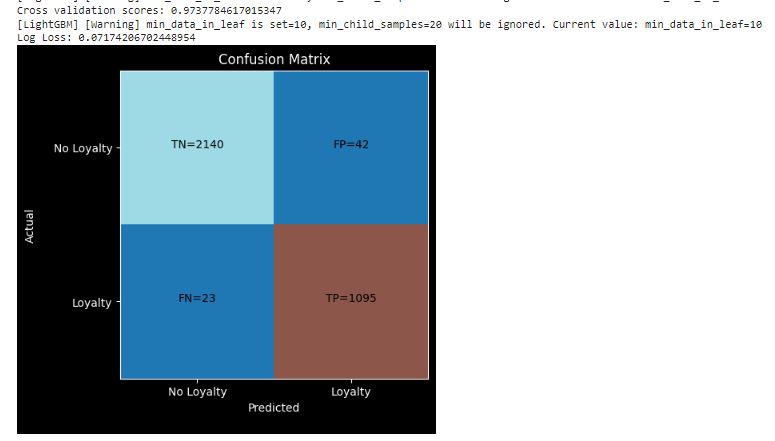 Cross validation scores: 0.9737784617015347
[LightGBM] [Warning] min_data_in_leaf is set=10, min_child_samples=20 will be ignored. Current value: min_data_in_leaf=10
Log Loss: 0.07174206702448954
Confusion Matrix
TN=2140 FP=42
No Loyalty
Actual
FN=23 TP=1095
Loyalty
No Loyalty Loyalty
Predicted